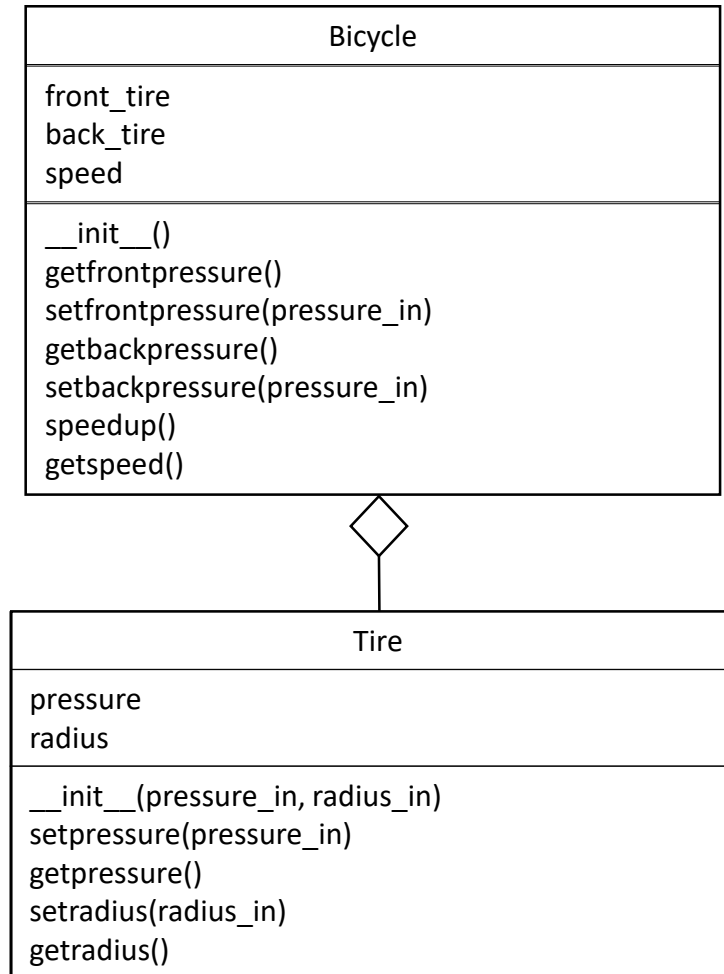 Bicycle
front_tire
back_tire
speed
__init__()
getfrontpressure()
setfrontpressure(pressure_in)
getbackpressure()
setbackpressure(pressure_in)
speedup()
getspeed()
Tire
pressure
radius
__init__(pressure_in, radius_in)
setpressure(pressure_in)
getpressure()
setradius(radius_in)
getradius()